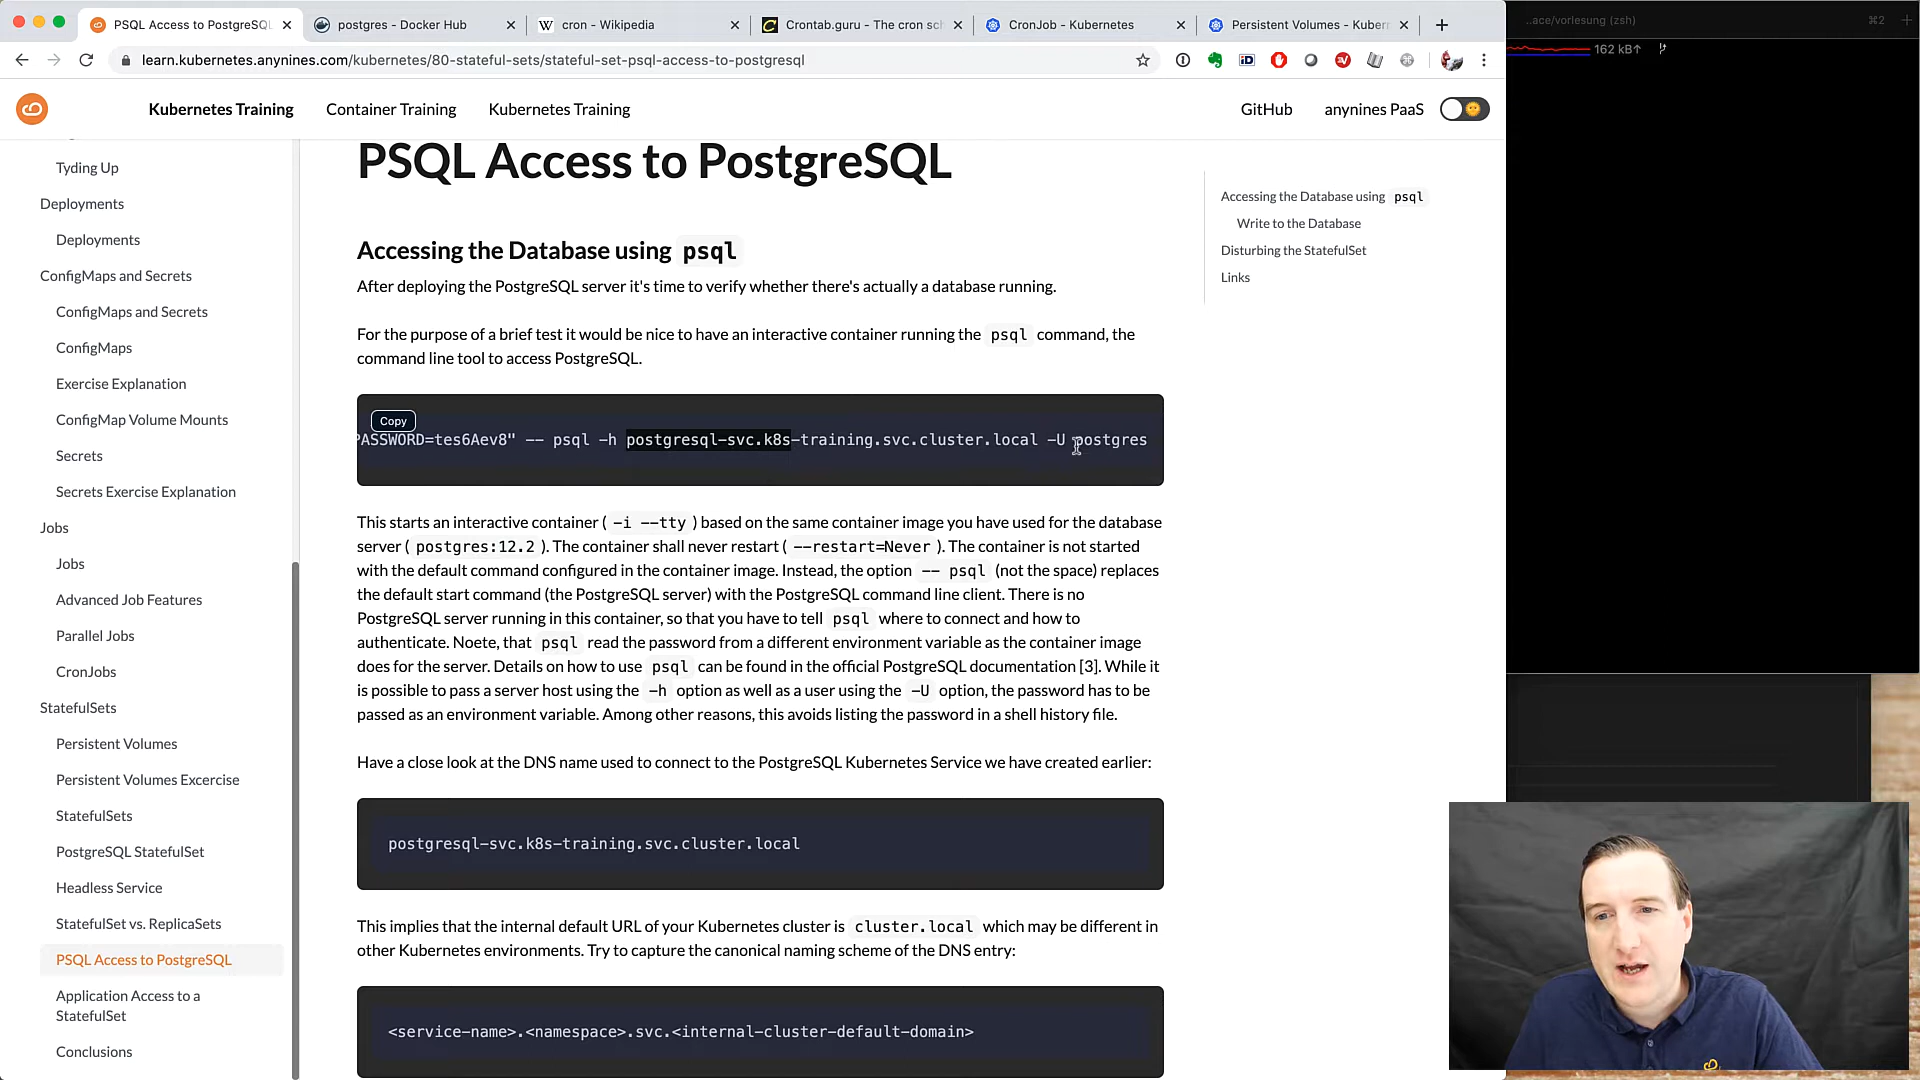 PSQL Access to PostgreSQL
postgres - Docker Hub
cron - Wikipedia
Crontab.guru - The cron sch
CronJob - Kubernetes
Persistent Volumes - Kuber
..ace/vorlesung (zsh)
⌘2
learn.kubernetes.anynines.com/kubernetes/80-stateful-sets/stateful-set-psql-access-to-postgresql
162 kB↑
Kubernetes Training
Container Training
Kubernetes Training
GitHub
anynines PaaS
Tyding Up
Deployments
Deployments
ConfigMaps and Secrets
ConfigMaps and Secrets
ConfigMaps
Exercise Explanation
ConfigMap Volume Mounts
Secrets
Secrets Exercise Explanation
Jobs
Jobs
Advanced Job Features
Parallel Jobs
CronJobs
StatefulSets
Persistent Volumes
Persistent Volumes Excercise
StatefulSets
PostgreSQL StatefulSet
Headless Service
StatefulSet vs. ReplicaSets
PSQL Access to PostgreSQL
Application Access to a
StatefulSet
Conclusions
PSQL Access to PostgreSQL
Accessing the Database using psql
After deploying the PostgreSQL server it's time to verify whether there's actually a database running.
For the purpose of a brief test it would be nice to have an interactive container running the psql command, the
command line tool to access PostgreSQL.
Copy
PASSWORD=tes6Aev8" -- psql -h postgresql-svc.k8s-training.svc.cluster.local -U postgres
This starts an interactive container ( -i --tty ) based on the same container image you have used for the database
server ( postgres:12.2 ). The container shall never restart ( --restart=Never ). The container is not started
with the default command configured in the container image. Instead, the option -- psql (not the space) replaces
the default start command (the PostgreSQL server) with the PostgreSQL command line client. There is no
PostgreSQL server running in this container, so that you have to tell psql where to connect and how to
authenticate. Noete, that psql read the password from a different environment variable as the container image
does for the server. Details on how to use psql can be found in the official PostgreSQL documentation [3]. While it
is possible to pass a server host using the -h option as well as a user using the -U option, the password has to be
passed as an environment variable. Among other reasons, this avoids listing the password in a shell history file.
Have a close look at the DNS name used to connect to the PostgreSQL Kubernetes Service we have created earlier:
postgresql-svc.k8s-training.svc.cluster.local
This implies that the internal default URL of your Kubernetes cluster is cluster.local which may be different in
other Kubernetes environments. Try to capture the canonical naming scheme of the DNS entry:
<service-name>.<namespace>.svc.<internal-cluster-default-domain>
Accessing the Database using psql
Write to the Database
Disturbing the StatefulSet
Links